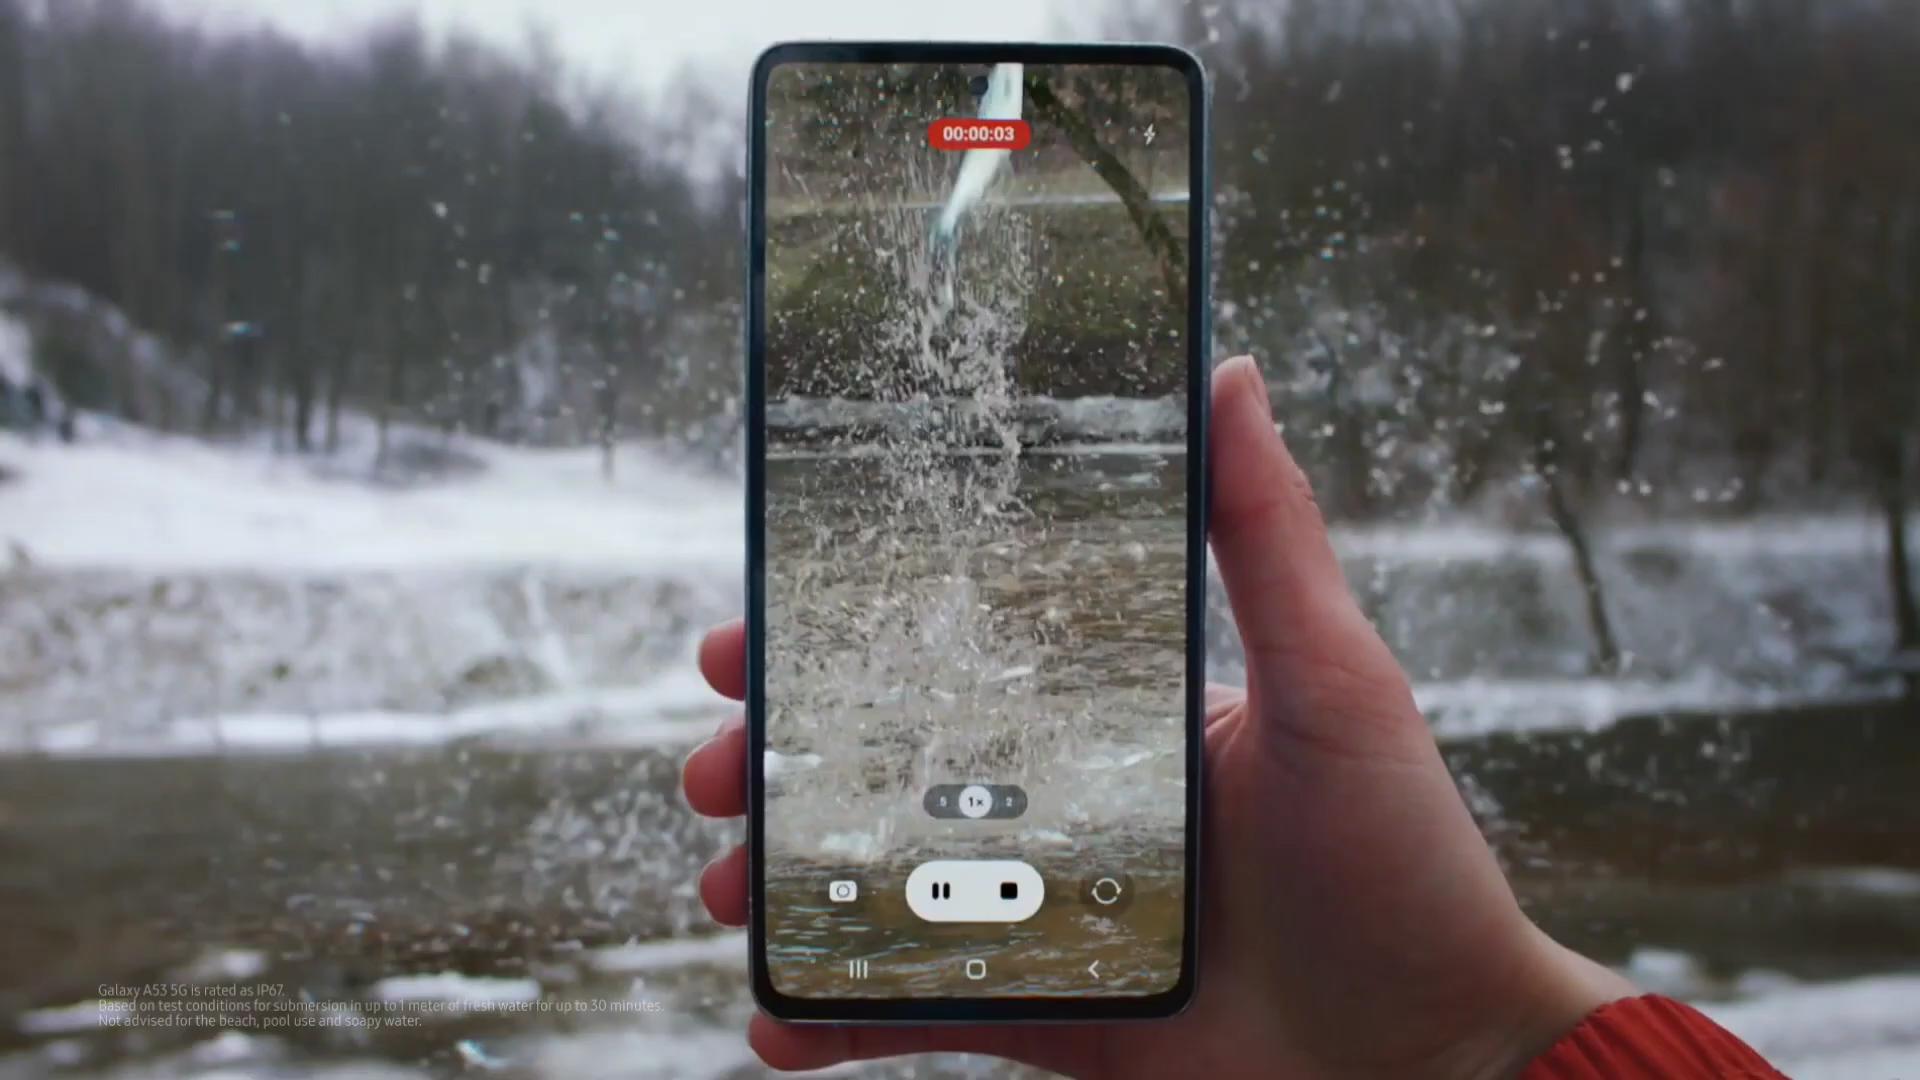 00:00:03
5 1× 2
Galaxy A53 5G is rated as IP67.
Based on test conditions for submersion in up to 1 meter of fresh water for up to 30 minutes.
Not advised for the beach, pool use and soapy water.